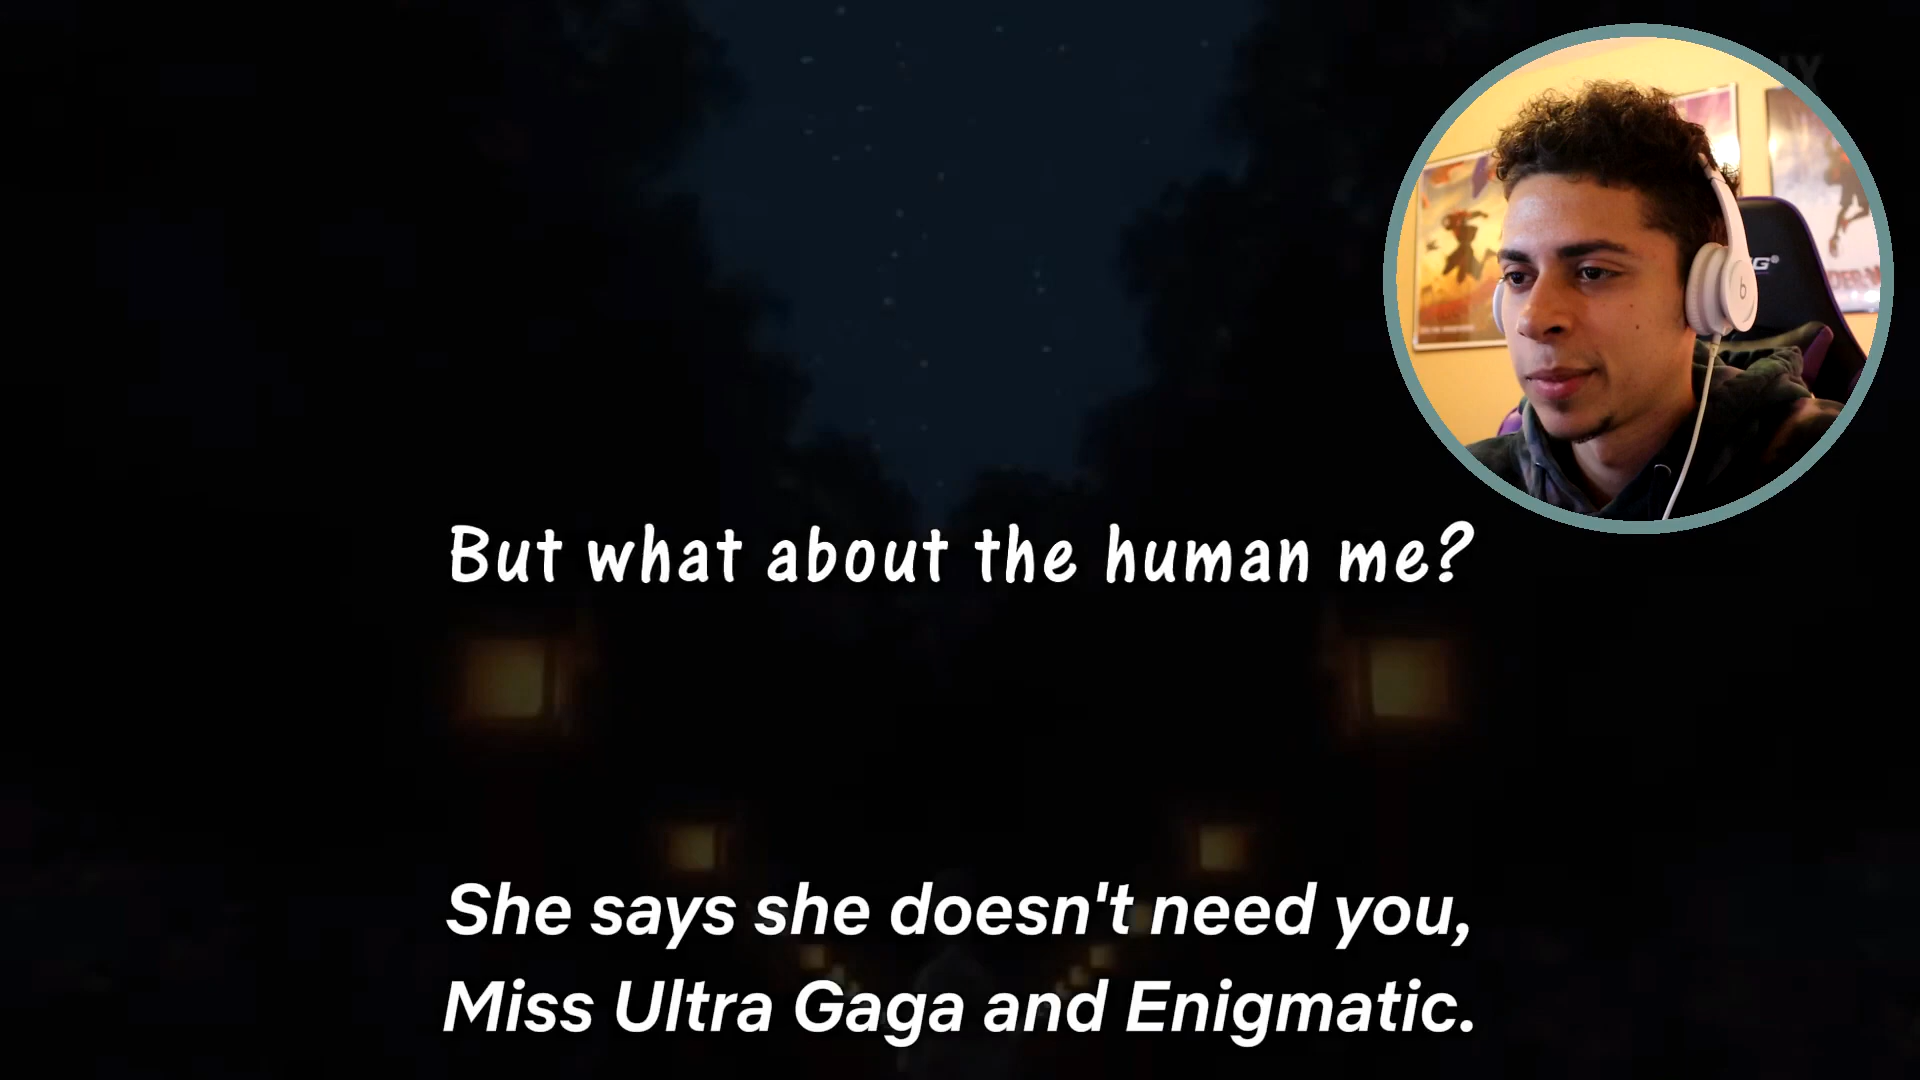 But what about the human me?
She says she doesn't need you,
Miss Ultra Gaga and Enigmatic.